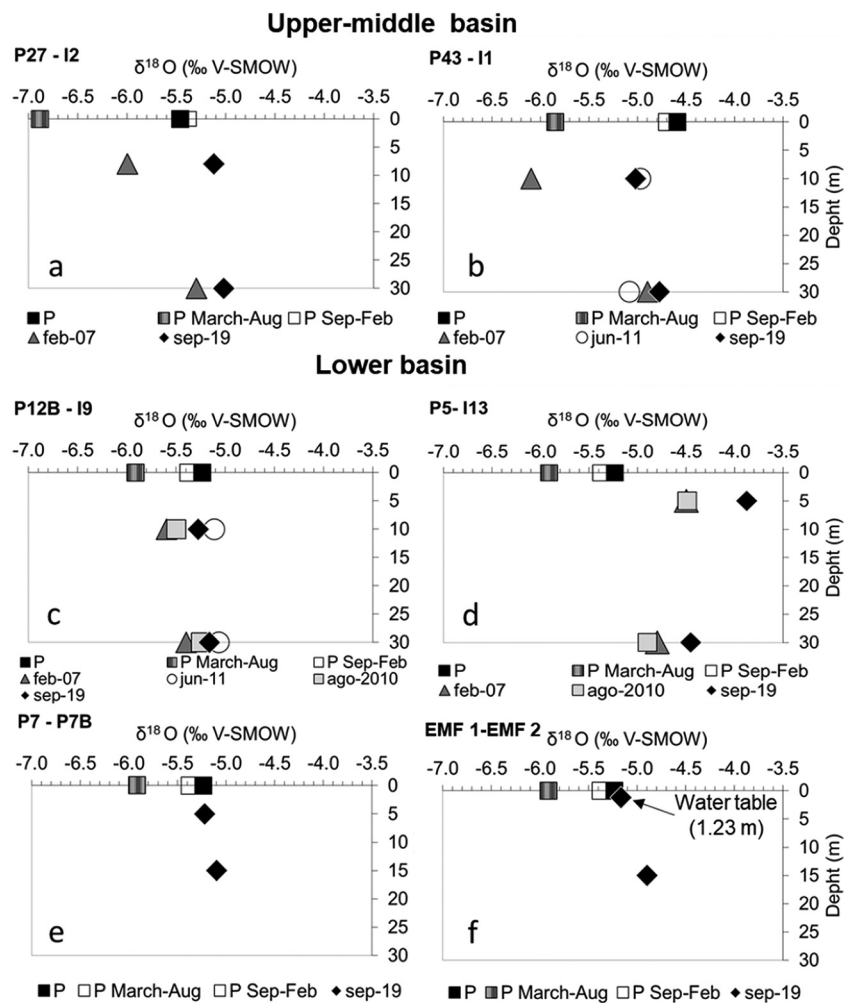 Upper-middle basin
P27 - I2
δ18 O (‰ V-SMOW)
-7.0 -6.0 -5.5 -5.0 -4.5 -4.0 -3.5
0
5
10
15
20
25
30
a
P P March-Aug P Sep-Feb
feb-07 sep-19
P43 - I1
δ18 O (‰ V-SMOW)
-7.0 -6.5 -6.0 -5.5 -5.0 -4.5 -4.0 -3.5
0
5
10
15
20
25
30
Depht (m)
b
P P March-Aug P Sep-Feb
feb-07 jun-11 sep-19
Lower basin
P12B - I9
δ18 O (‰ V-SMOW)
-7.0 -6.5 -6.0 -5.5 -5.0 -4.5 -4.0 -3.5
0
5
10
15
20
25
30
c
P P March-Aug P Sep-Feb
feb-07 jun-11 ago-2010
sep-19
P5- I13
δ18 O (‰ V-SMOW)
-7.0 -6.5 -6.0 -5.5 -5.0 -4.5 -4.0 -3.5
0
5
10
15
20
25
30
Depht (m)
d
P P March-Aug P Sep-Feb
feb-07 ago-2010 sep-19
P7 - P7B
δ18 O (‰ V-SMOW)
-7.0 -6.5 -6.0 -5.5 -5.0 -4.5 -4.0 -3.5
0
5
10
15
20
25
30
e
P P March-Aug P Sep-Feb sep-19
EMF 1-EMF 2
δ18 O (‰ V-SMOW)
-7.0 -6.5 -6.0 -5.5 -5.0 -4.5 -4.0 -3.5
0
5
10
15
20
25
30
Depht (m)
Water table
(1.23 m)
f
P P March-Aug P Sep-Feb sep-19